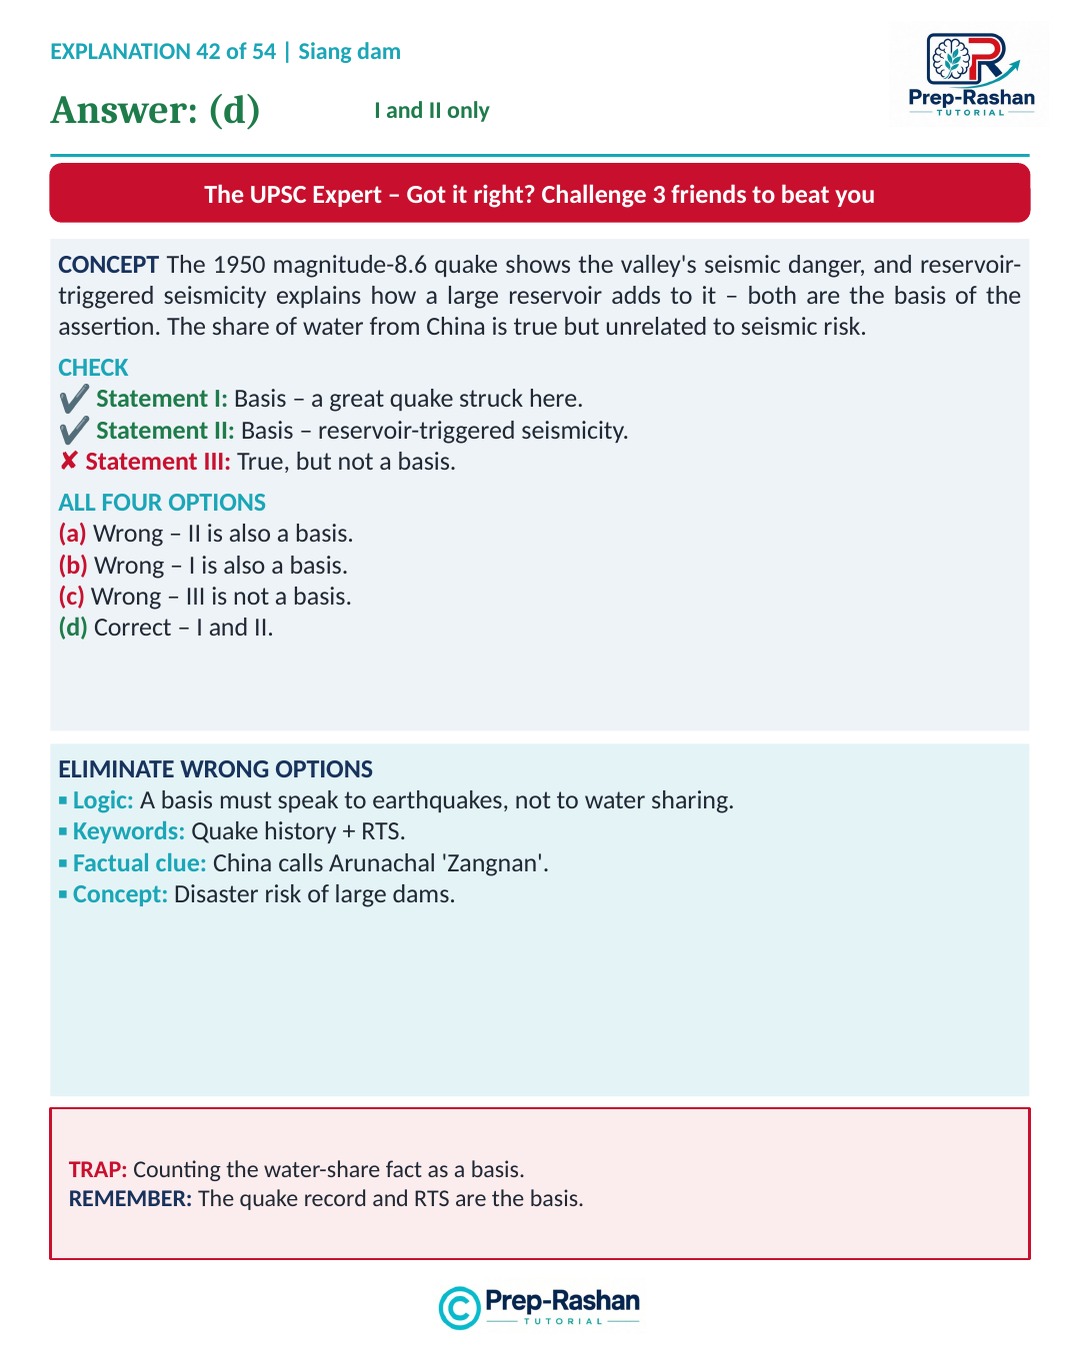 EXPLANATION 42 of 54 | Siang dam
Prep-Rashan
TUTORIAL
Answer: (d) I and II only
The UPSC Expert – Got it right? Challenge 3 friends to beat you
CONCEPT The 1950 magnitude-8.6 quake shows the valley's seismic danger, and reservoir-
triggered seismicity explains how a large reservoir adds to it – both are the basis of the
assertion. The share of water from China is true but unrelated to seismic risk.
CHECK
✔ Statement I: Basis – a great quake struck here.
✔ Statement II: Basis – reservoir-triggered seismicity.
✘ Statement III: True, but not a basis.
ALL FOUR OPTIONS
(a) Wrong – II is also a basis.
(b) Wrong – I is also a basis.
(c) Wrong – III is not a basis.
(d) Correct – I and II.
ELIMINATE WRONG OPTIONS
▪ Logic: A basis must speak to earthquakes, not to water sharing.
▪ Keywords: Quake history + RTS.
▪ Factual clue: China calls Arunachal 'Zangnan'.
▪ Concept: Disaster risk of large dams.
TRAP: Counting the water-share fact as a basis.
REMEMBER: The quake record and RTS are the basis.
© Prep-Rashan
TUTORIAL